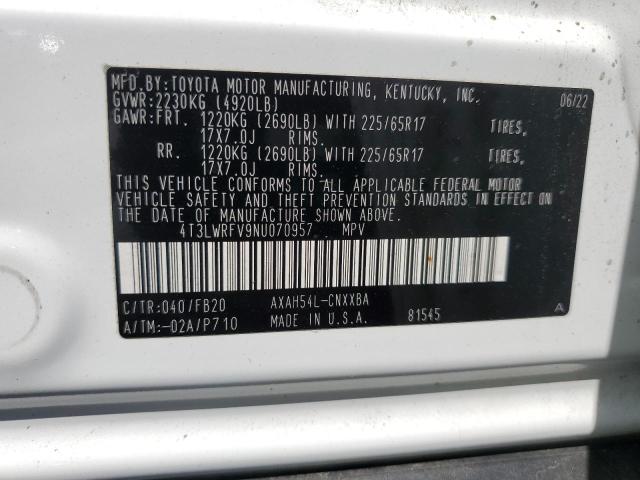 MFD.BY:TOYOTA MOTOR MANUFACTURING, KENTUCKY, INC. 06/22
GVWR:2230KG (4920LB)
GAWR:FRT. 1220KG (2690LB) WITH 225/65R17 TIRES,
17X7.0J RIMS.
RR. 1220KG (2690LB) WITH 225/65R17 TIRES,
17X7.0J RIMS.
THIS VEHICLE CONFORMS TO ALL APPLICABLE FEDERAL MOTOR
VEHICLE SAFETY AND THEFT PREVENTION STANDARDS IN EFFECT ON
THE DATE OF MANUFACTURE SHOWN ABOVE.
4T3LWRFV9NU070957 MPV
C/TR:040/FB20 AXAH54L-CNXXBA A
A/TM:-02A/P710 MADE IN U.S.A. 81545